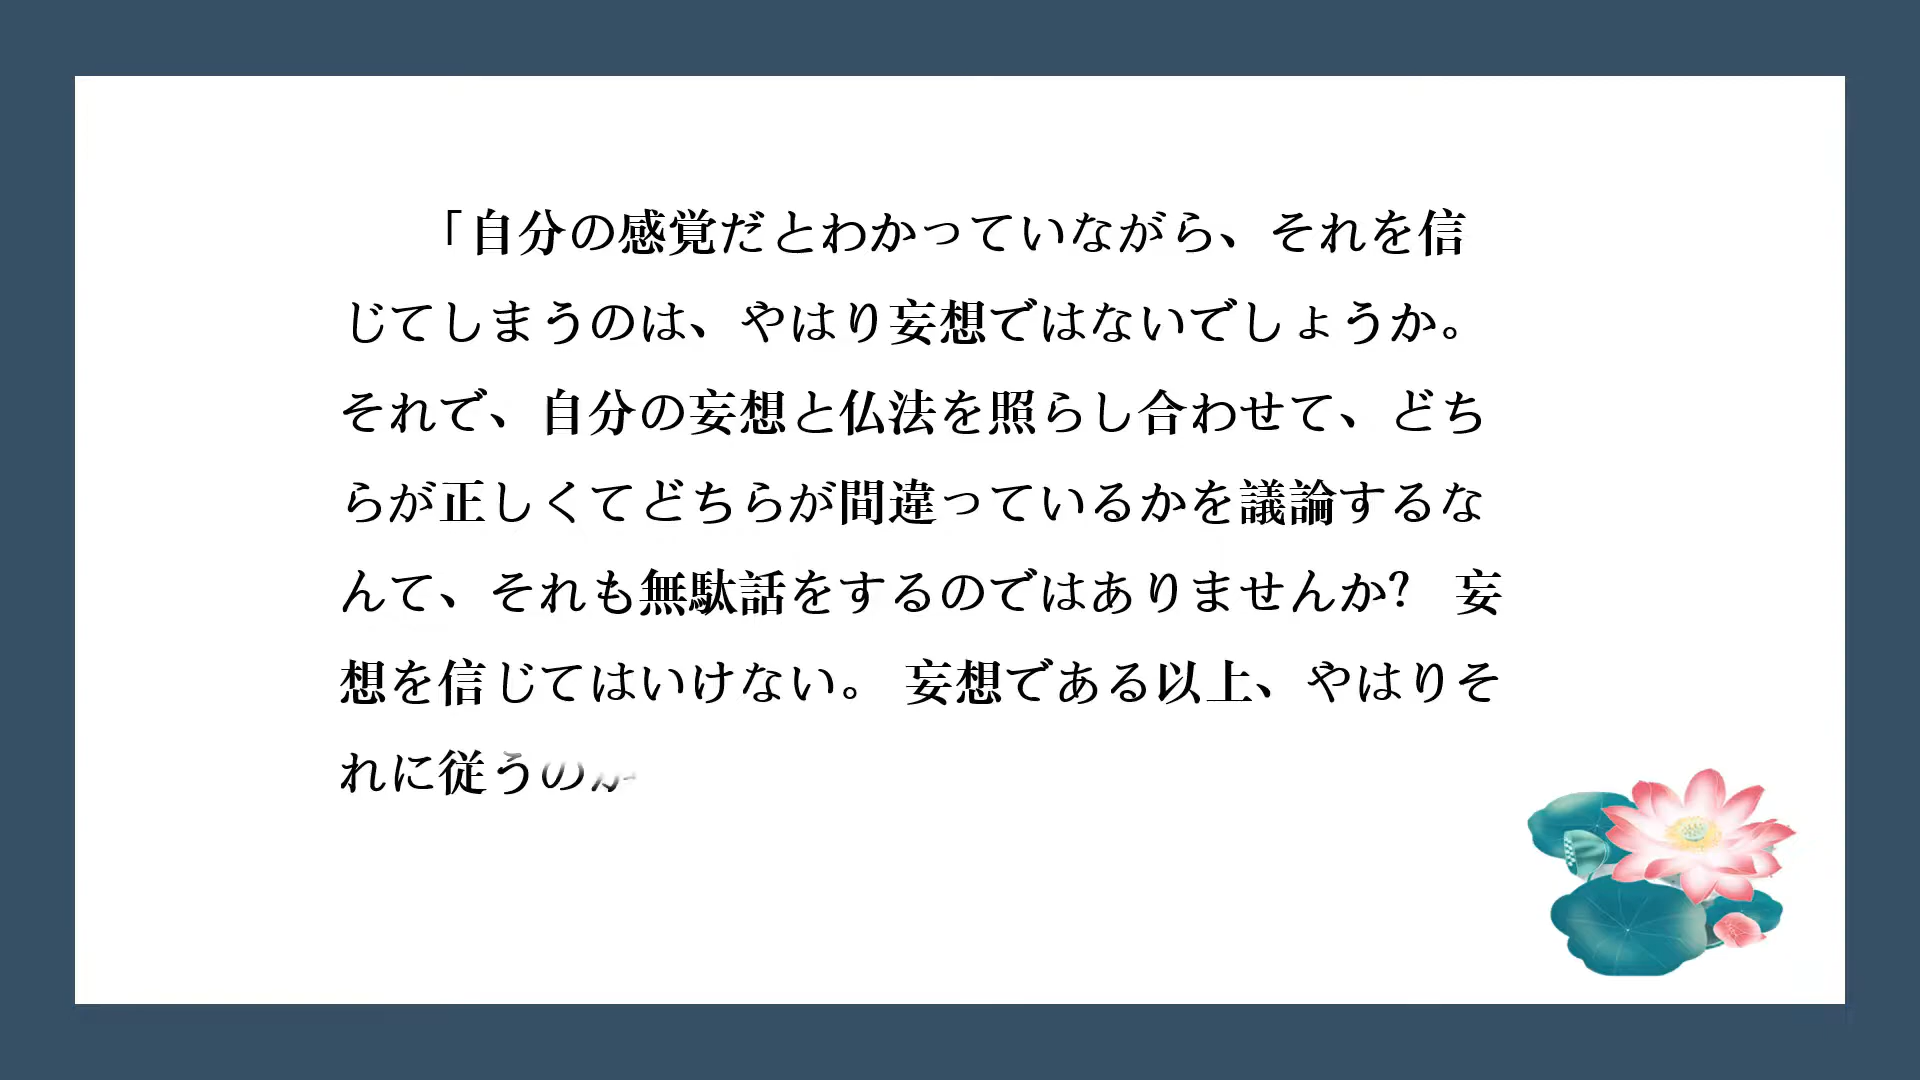 「自分の感覚だとわかっていながら、それを信
じてしまうのは、やはり妄想ではないでしょうか。
それで、自分の妄想と仏法を照らし合わせて、どち
らが正しくてどちらが間違っているかを議論するな
んて、それも無駄話をするのではありませんか？ 妄
想を信じてはいけない。 妄想である以上、やはりそ
れに従うの